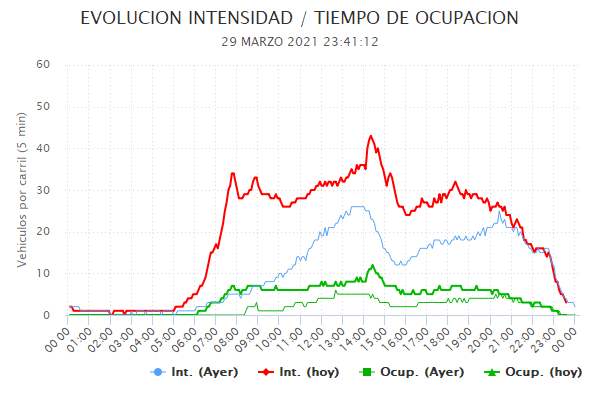 EVOLUCION INTENSIDAD / TIEMPO DE OCUPACION
29 MARZO 2021 23:41:12
Vehiculos por carril (5 min)
60
50
40
30
20
10
0
00:00 01:00 02:00 03:00 04:00 05:00 06:00 07:00 08:00 09:00 10:00 11:00 12:00 13:00 14:00 15:00 16:00 17:00 18:00 19:00 20:00 21:00 22:00 23:00 00:00
Int. (Ayer) Int. (hoy) Ocup. (Ayer) Ocup. (hoy)